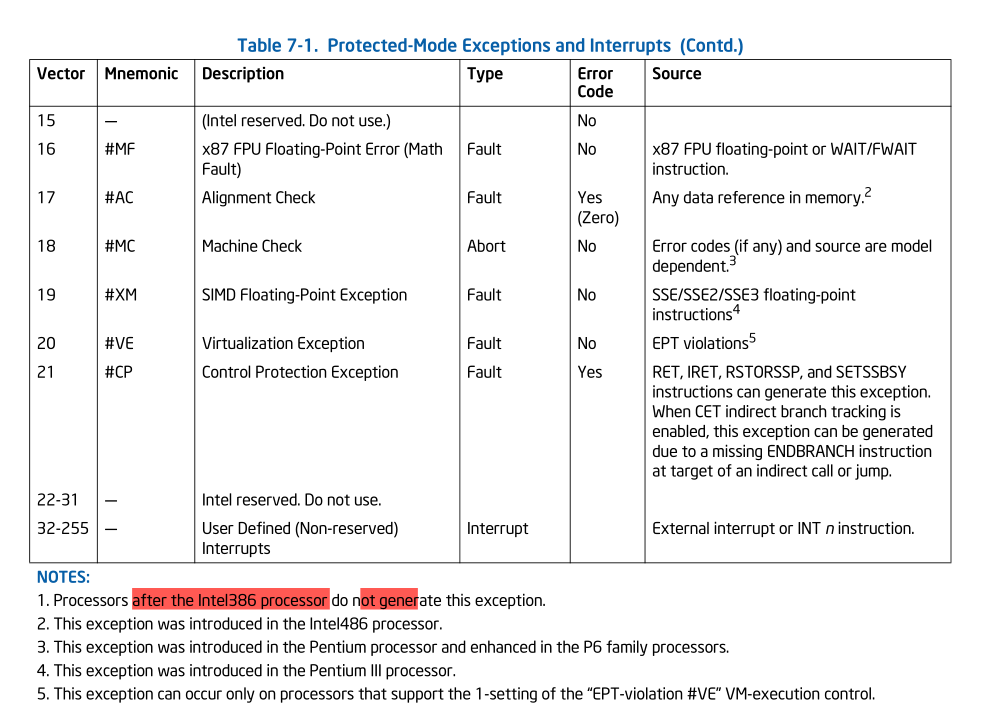 Table 7-1. Protected-Mode Exceptions and Interrupts (Contd.)
Vector Mnemonic Description Type Error Code Source
15 — (Intel reserved. Do not use.) No
16 #MF x87 FPU Floating-Point Error (Math Fault) Fault No x87 FPU floating-point or WAIT/FWAIT instruction.
17 #AC Alignment Check Fault Yes (Zero) Any data reference in memory.2
18 #MC Machine Check Abort No Error codes (if any) and source are model dependent.3
19 #XM SIMD Floating-Point Exception Fault No SSE/SSE2/SSE3 floating-point instructions4
20 #VE Virtualization Exception Fault No EPT violations5
21 #CP Control Protection Exception Fault Yes RET, IRET, RSTORSSP, and SETSSBSY
instructions can generate this exception.
When CET indirect branch tracking is
enabled, this exception can be generated
due to a missing ENDBRANCH instruction
at target of an indirect call or jump.
22-31 — Intel reserved. Do not use.
32-255 — User Defined (Non-reserved) Interrupts Interrupt External interrupt or INT n instruction.
NOTES:
1. Processors after the Intel386 processor do not generate this exception.
2. This exception was introduced in the Intel486 processor.
3. This exception was introduced in the Pentium processor and enhanced in the P6 family processors.
4. This exception was introduced in the Pentium III processor.
5. This exception can occur only on processors that support the 1-setting of the “EPT-violation #VE” VM-execution control.